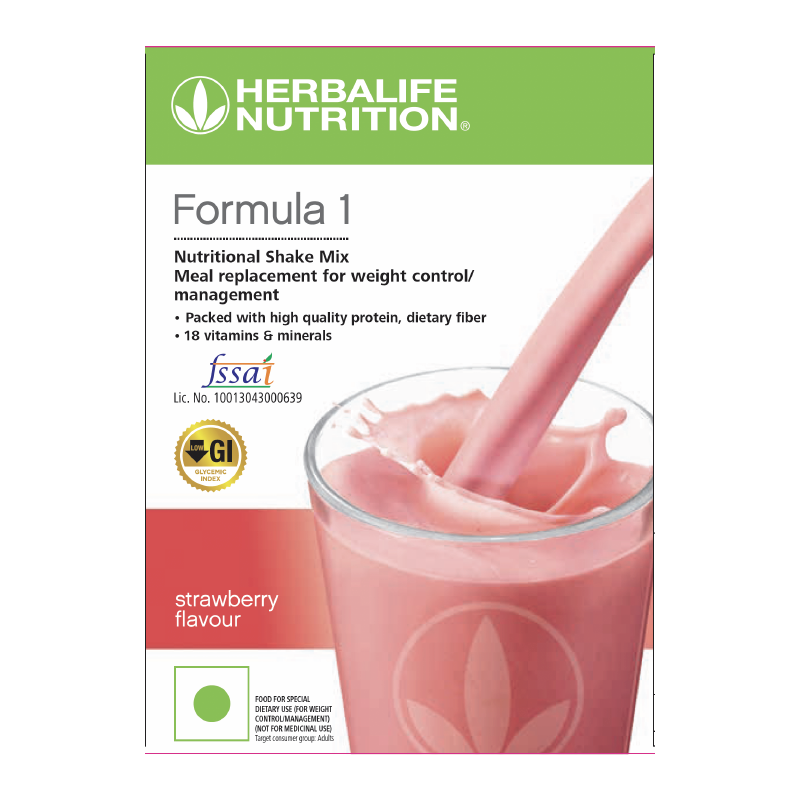 HERBALIFE
NUTRITION®
Formula 1
Nutritional Shake Mix
Meal replacement for weight control/
management
• Packed with high quality protein, dietary fiber
• 18 vitamins & minerals
fssai
Lic. No. 10013043000639
LOW GI
GLYCEMIC
INDEX
strawberry
flavour
FOOD FOR SPECIAL
DIETARY USE (FOR WEIGHT
CONTROL/MANAGEMENT)
(NOT FOR MEDICINAL USE)
Target consumer group: Adults